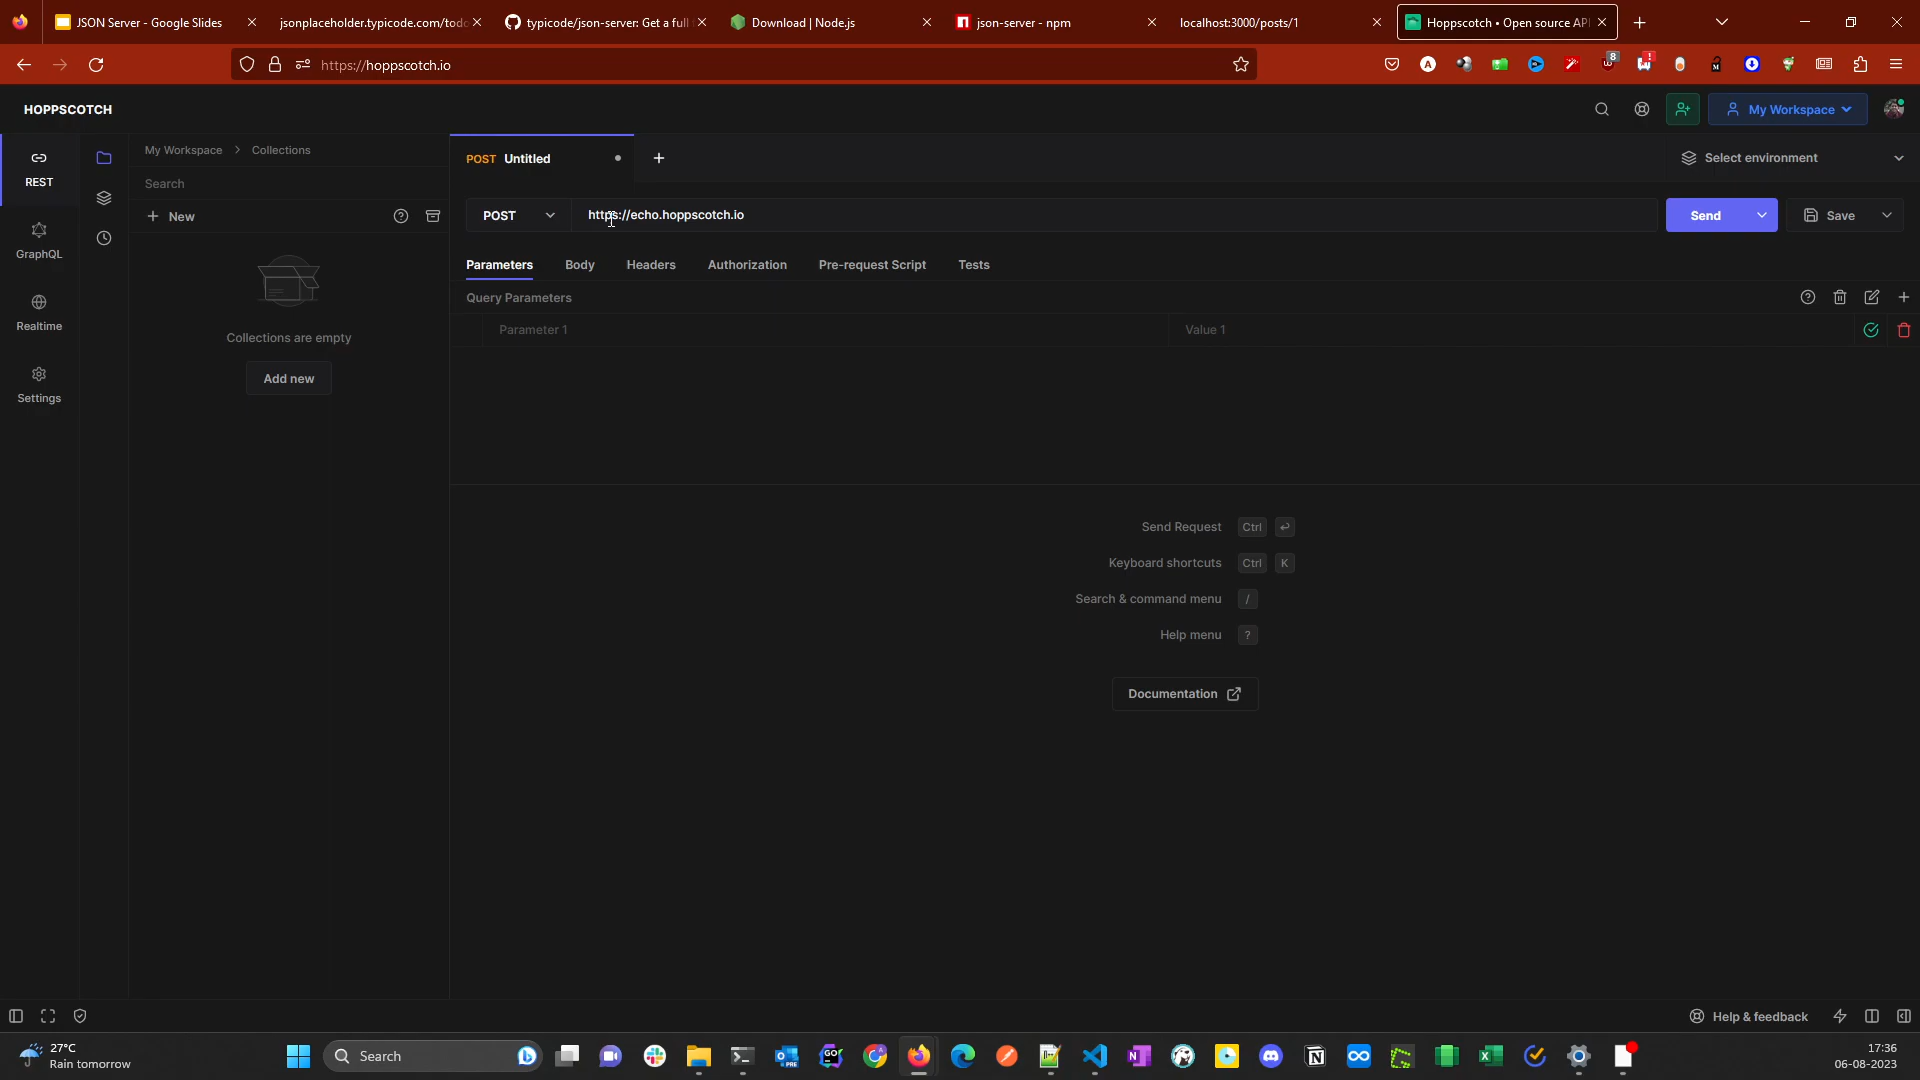 JSON Server - Google Slides
jsonplaceholder.typicode.com/todo
typicode/json-server: Get a full
Download | Node.js
json-server - npm
localhost:3000/posts/1
Hoppscotch • Open source API
https://hoppscotch.io
8
1
HOPPSCOTCH
My Workspace
REST
GraphQL
Realtime
Settings
My Workspace > Collections
Search
New
Collections are empty
Add new
POST Untitled
Select environment
POST
https://echo.hoppscotch.io
Send
Save
Parameters
Body
Headers
Authorization
Pre-request Script
Tests
Query Parameters
Parameter 1
Value 1
Send Request Ctrl ↵
Keyboard shortcuts Ctrl K
Search & command menu /
Help menu ?
Documentation
Help & feedback
27°C
Rain tomorrow
Search
17:36
06-08-2023